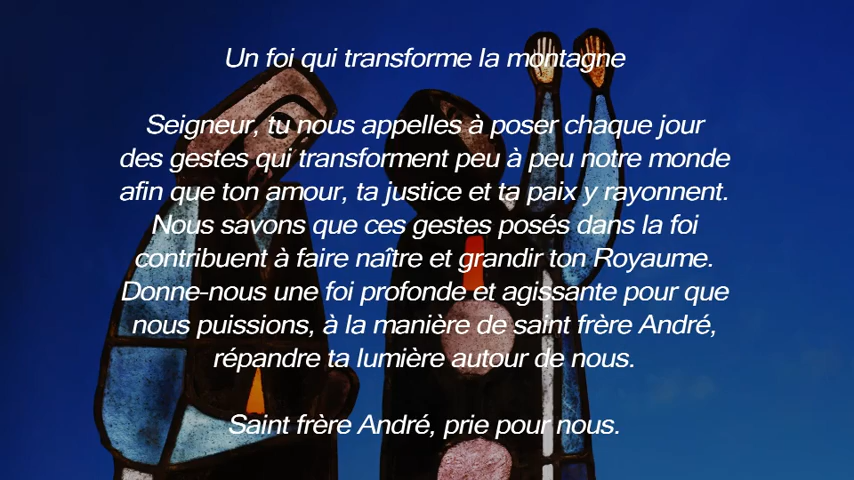 Un foi qui transforme la montagne
Seigneur, tu nous appelles à poser chaque jour
des gestes qui transforment peu à peu notre monde
afin que ton amour, ta justice et ta paix y rayonnent.
Nous savons que ces gestes posés dans la foi
contribuent à faire naître et grandir ton Royaume.
Donne-nous une foi profonde et agissante pour que
nous puissions, à la manière de saint frère André,
répandre ta lumière autour de nous.
Saint frère André, prie pour nous.